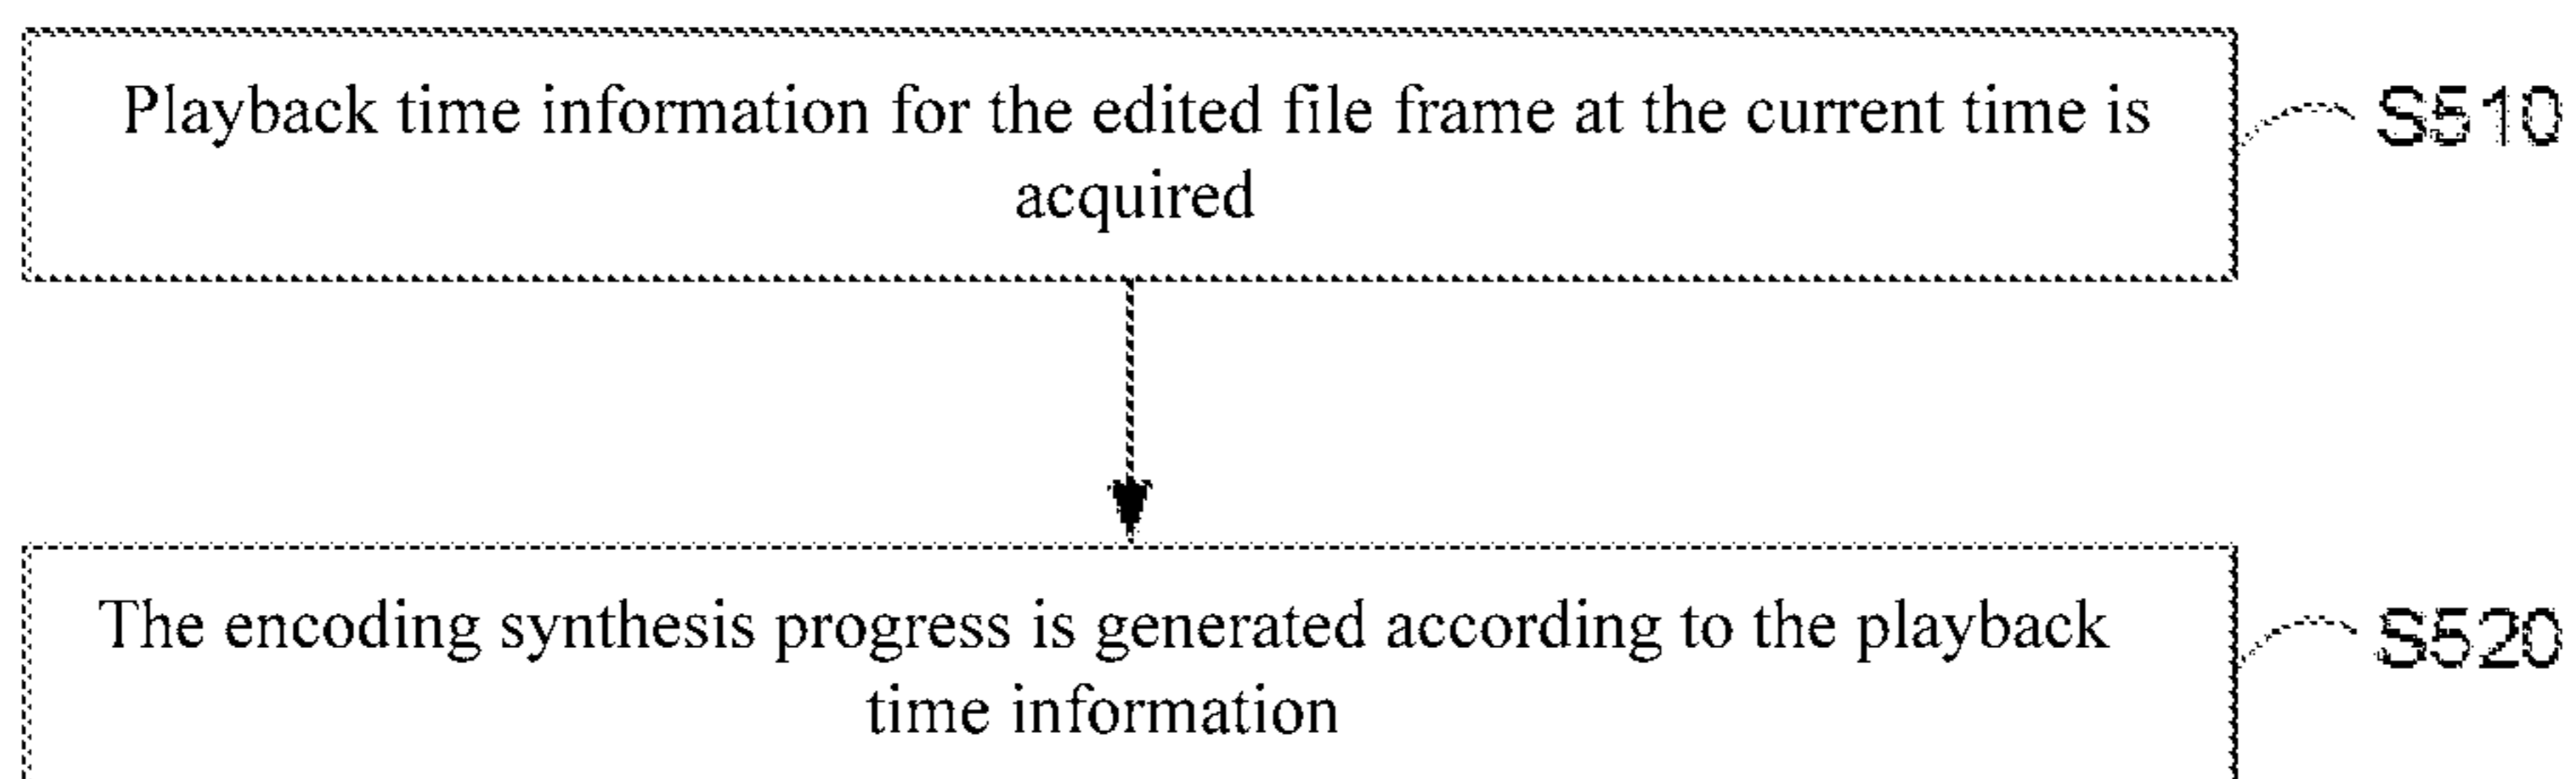 Playback time information for the edited file frame at the current time is
acquired
S510
The encoding synthesis progress is generated according to the playback
time information
S520